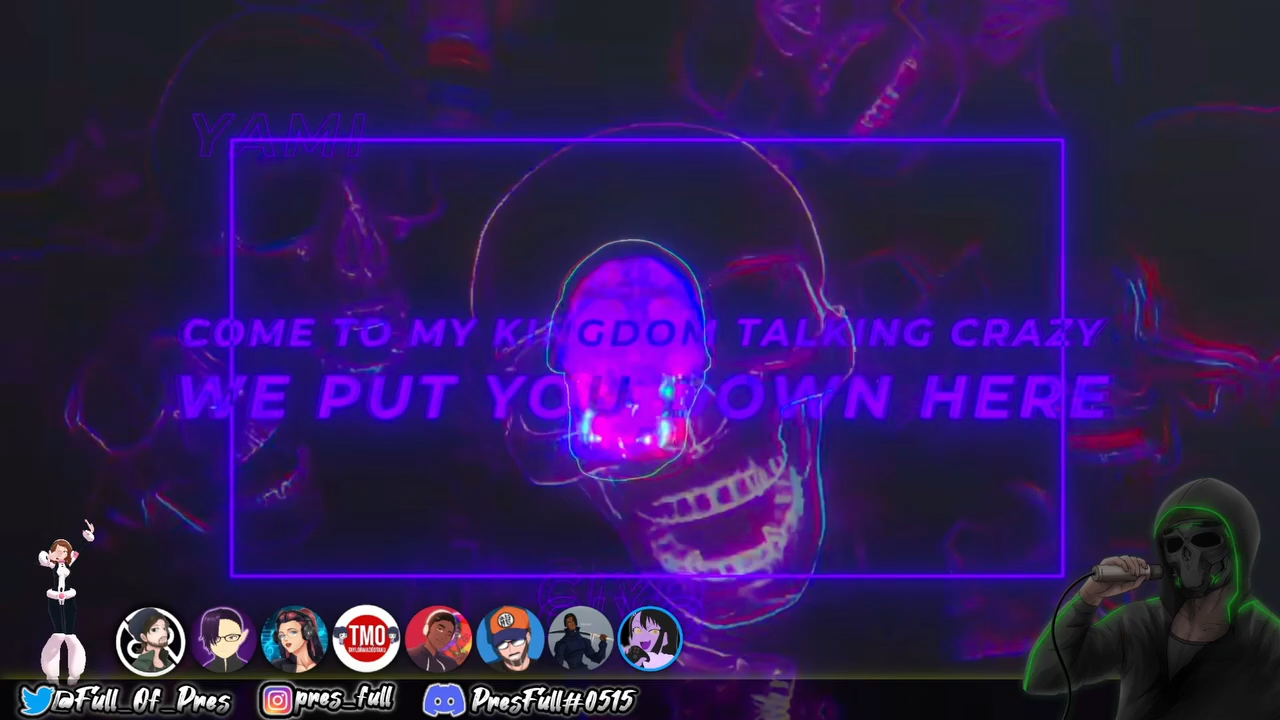 YAMI
COME TO MY KINGDOM TALKING CRAZY
WE PUT YOU DOWN HERE
TMO
@Full_Of_Pres
pres_full
PresFull#0515